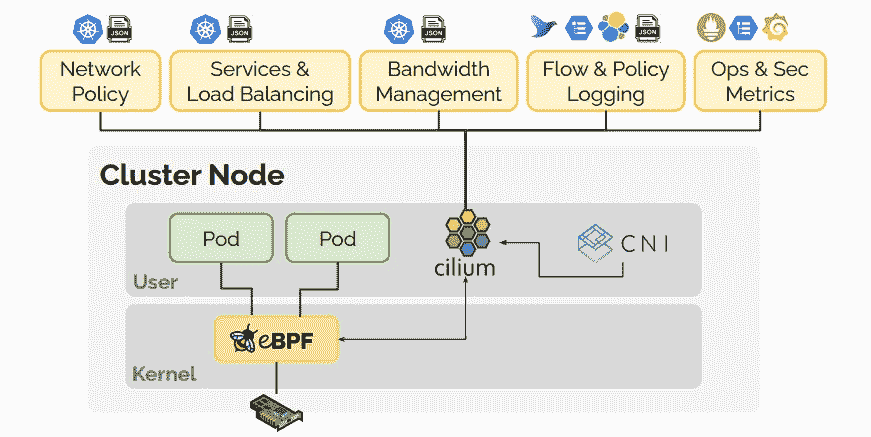 JSON
JSON
JSON
JSON
Network
Policy
Services &
Load Balancing
Bandwidth
Management
Flow & Policy
Logging
Ops & Sec
Metrics
Cluster Node
Pod
Pod
cilium
CNI
User
eBPF
Kernel